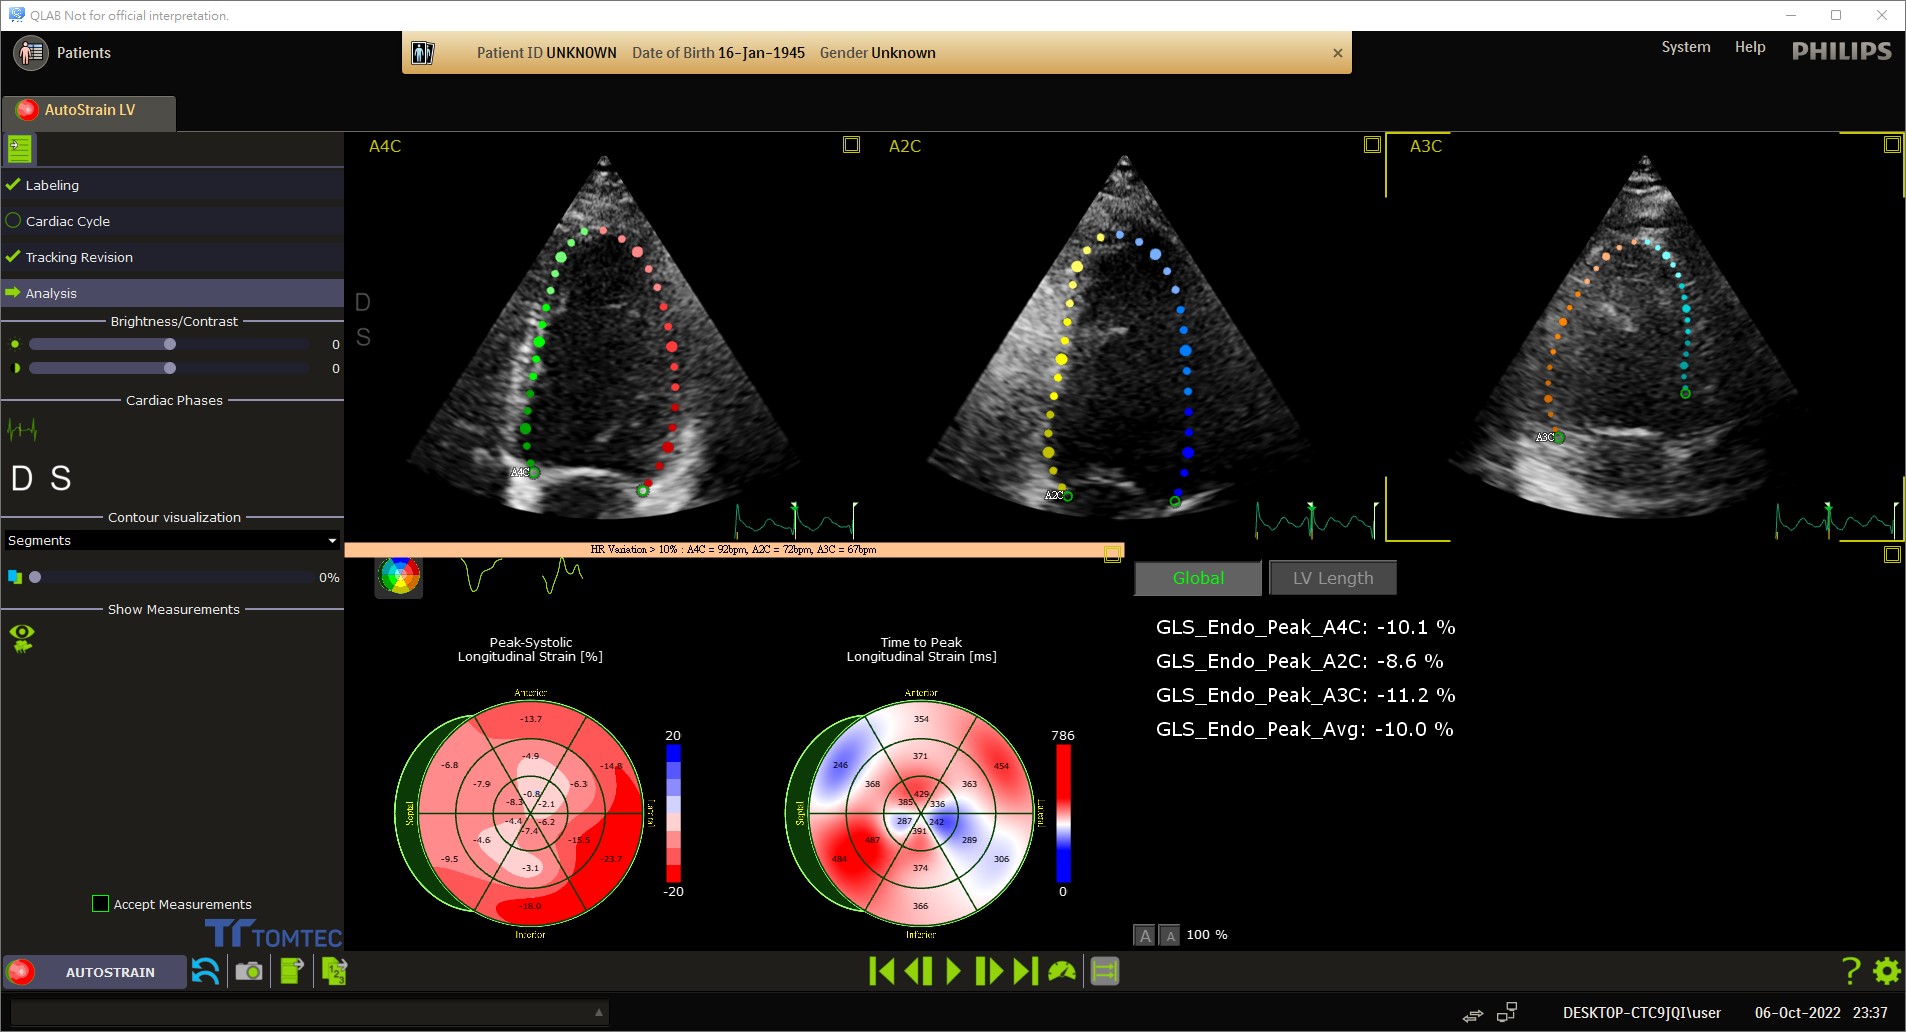 QLAB Not for official interpretation.
Patients
Patient ID UNKNOWN Date of Birth 16-Jan-1945 Gender Unknown
System Help PHILIPS
AutoStrain LV
Labeling
Cardiac Cycle
Tracking Revision
Analysis
Brightness/Contrast
0
0
Cardiac Phases
D S
Contour visualization
Segments
0%
Show Measurements
Accept Measurements
TOMTEC
A4C
A2C
A3C
D
S
A4C
A2C
A3C
HR Variation > 10% : A4C = 92bpm, A2C = 72bpm, A3C = 67bpm
Peak-Systolic
Longitudinal Strain [%]
Anterior
-13.7
-6.8 -4.9 -14.8
-7.9 -6.3
-0.8
-8.3 -2.1
Septal Lateral
-4.4 -6.2
-7.4
-4.6 -15.5
-9.5 -3.1 -23.7
-18.0
Inferior
20
-20
Time to Peak
Longitudinal Strain [ms]
Anterior
354
246 371 454
368 363
429
385 336
Septal Lateral
287 242
391
487 289
484 374 306
366
Inferior
786
0
Global LV Length
GLS_Endo_Peak_A4C: -10.1 %
GLS_Endo_Peak_A2C: -8.6 %
GLS_Endo_Peak_A3C: -11.2 %
GLS_Endo_Peak_Avg: -10.0 %
A A 100 %
AUTOSTRAIN
1 2 3
?
DESKTOP-CTC9JQI\user 06-Oct-2022 23:37